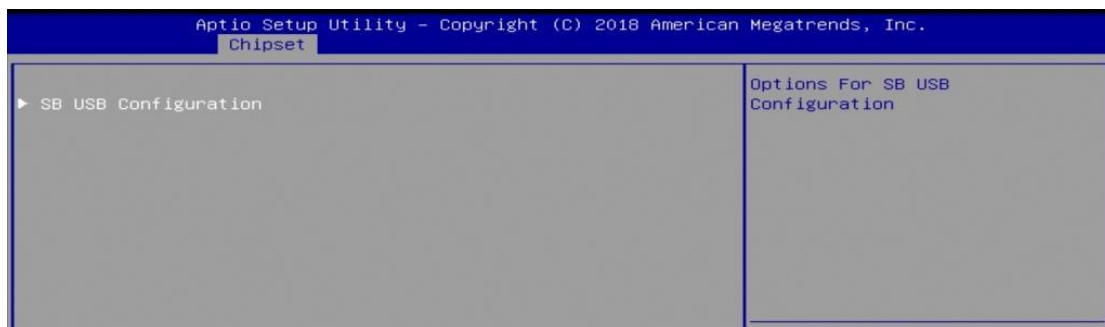 Aptio Setup Utility – Copyright (C) 2018 American Megatrends, Inc.
Chipset
▶ SB USB Configuration
Options For SB USB
Configuration